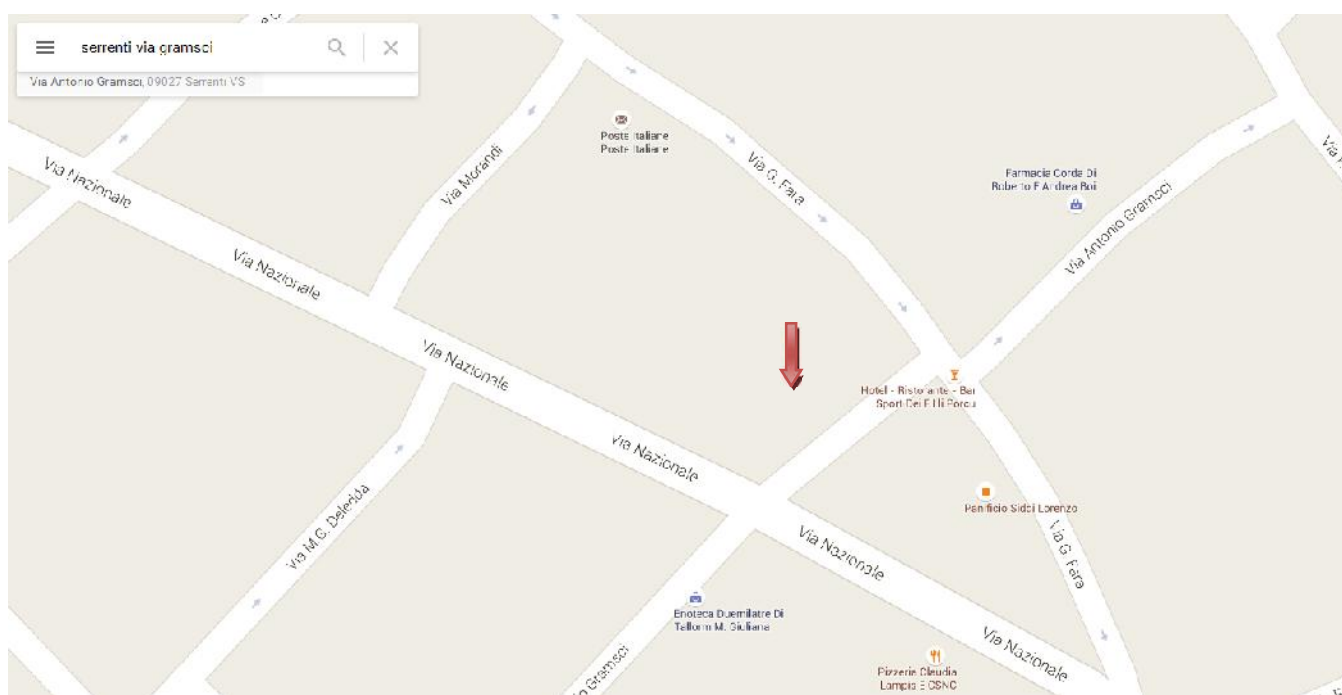 serrenti via gramsci
Via Antonio Gramsci, 09027 Serrenti VS
Via Nazionale
Via Morandi
Poste Italiane
Poste Italiane
Via G. Fara
Farmacia Corda Di
Roberto E Andrea Boi
Via Antonio Gramsci
Via Nazionale
Via Nazionale
Hotel - Ristorante - Bar
Sport Dei F.lli Porcu
Via Nazionale
Via M.G. Deledda
Panificio Siddi Lorenzo
Via Nazionale
Via G. Fara
Enoteca Duemilatre Di
M. Giuliana
Via Nazionale
Gramsci
Pizzeria Claudia
Lampis E CSNC